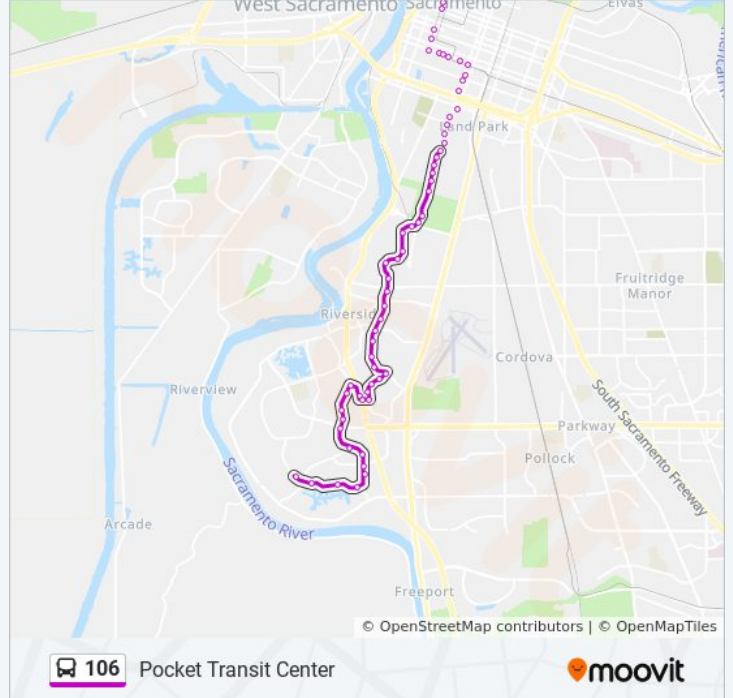 West Sacramento
Sacramento
Elvas
Land Park
Fruitridge
Manor
Riverside
Cordova
Riverview
South Sacramento Freeway
Parkway
Pollock
Sacramento River
Arcade
Freeport
© OpenStreetMap contributors | © OpenMapTiles
106 Pocket Transit Center
moovit